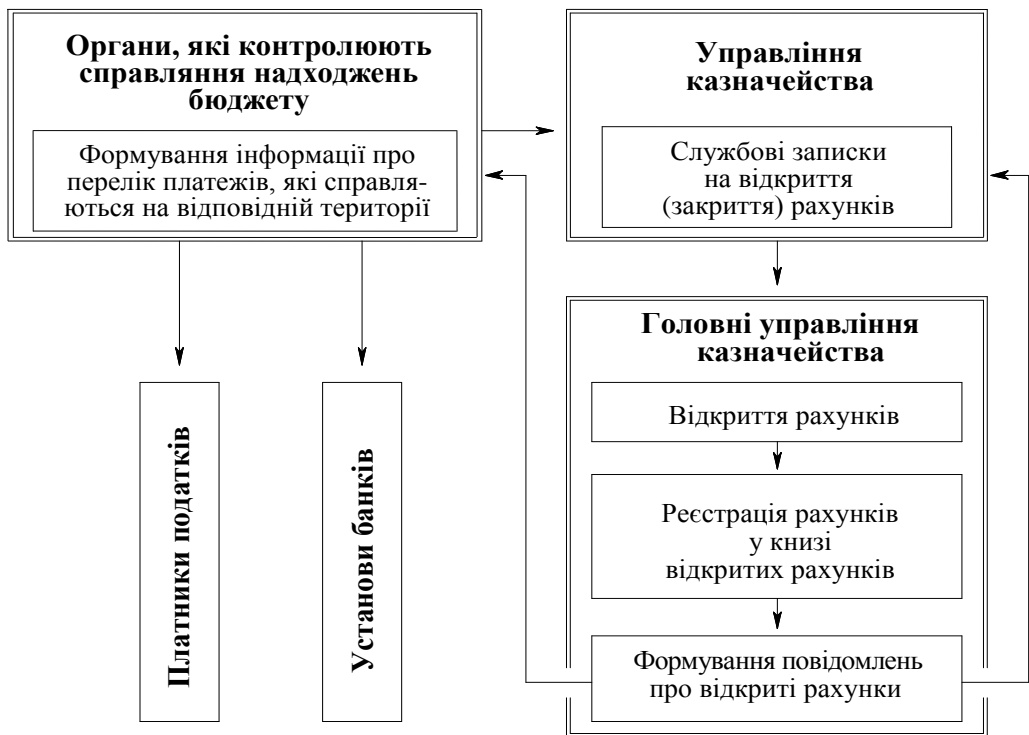 Органи, які контролюють
справляння надходжень
бюджету
Формування інформації про
перелік платежів, які справля-
ються на відповідній території
Управління
казначейства
Службові записки
на відкриття
(закриття) рахунків
Головні управління
казначейства
Відкриття рахунків
Реєстрація рахунків
у книзі
відкритих рахунків
Формування повідомлень
про відкриті рахунки
Платники податків
Установи банків